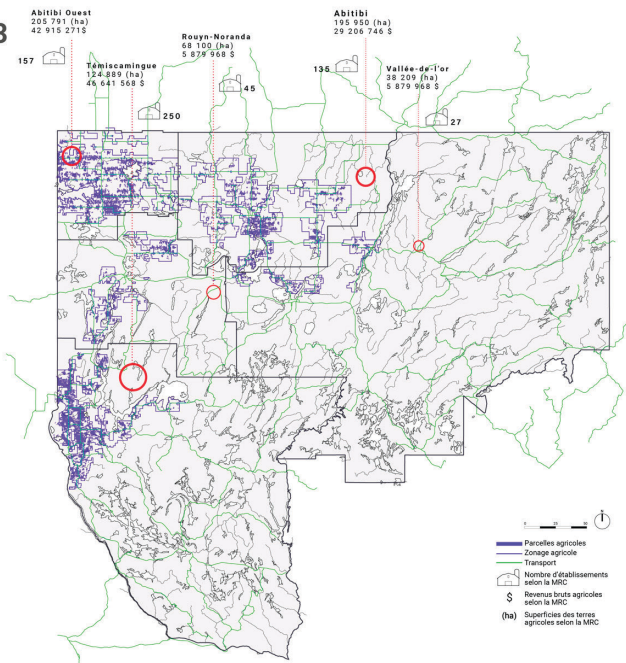 3
Abitibi Ouest
205 791 (ha)
42 915 271$
157
Témiscamingue
124 889 (ha)
46 641 568 $
250
Rouyn-Noranda
68 100 (ha)
5 879 968 $
45
Abitibi
195 950 (ha)
29 206 746 $
135
Vallée-de-l'or
38 209 (ha)
5 879 968 $
27
Parcelles agricoles
Zonage agricole
Transport
Nombre d'établissements
selon la MRC
$ Revenus bruts agricoles
selon la MRC
(ha) Superficies des terres
agricoles selon la MRC